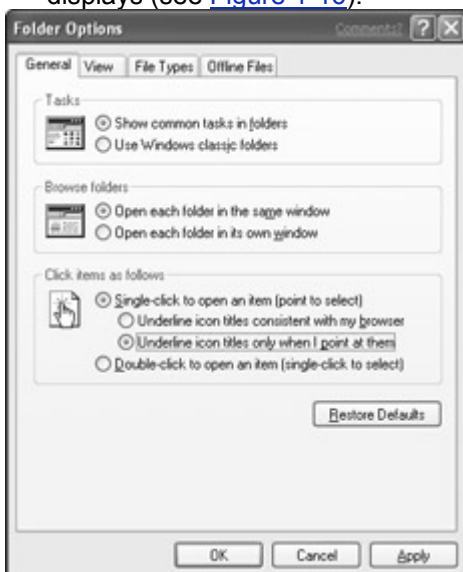 displays (see Figure 1-18).
Folder Options Comments? ?
General View File Types Offline Files
Tasks
Show common tasks in folders
Use Windows classic folders
Browse folders
Open each folder in the same window
Open each folder in its own window
Click items as follows
Single-click to open an item (point to select)
Underline icon titles consistent with my browser
Underline icon titles only when I point at them
Double-click to open an item (single-click to select)
Restore Defaults
OK Cancel Apply